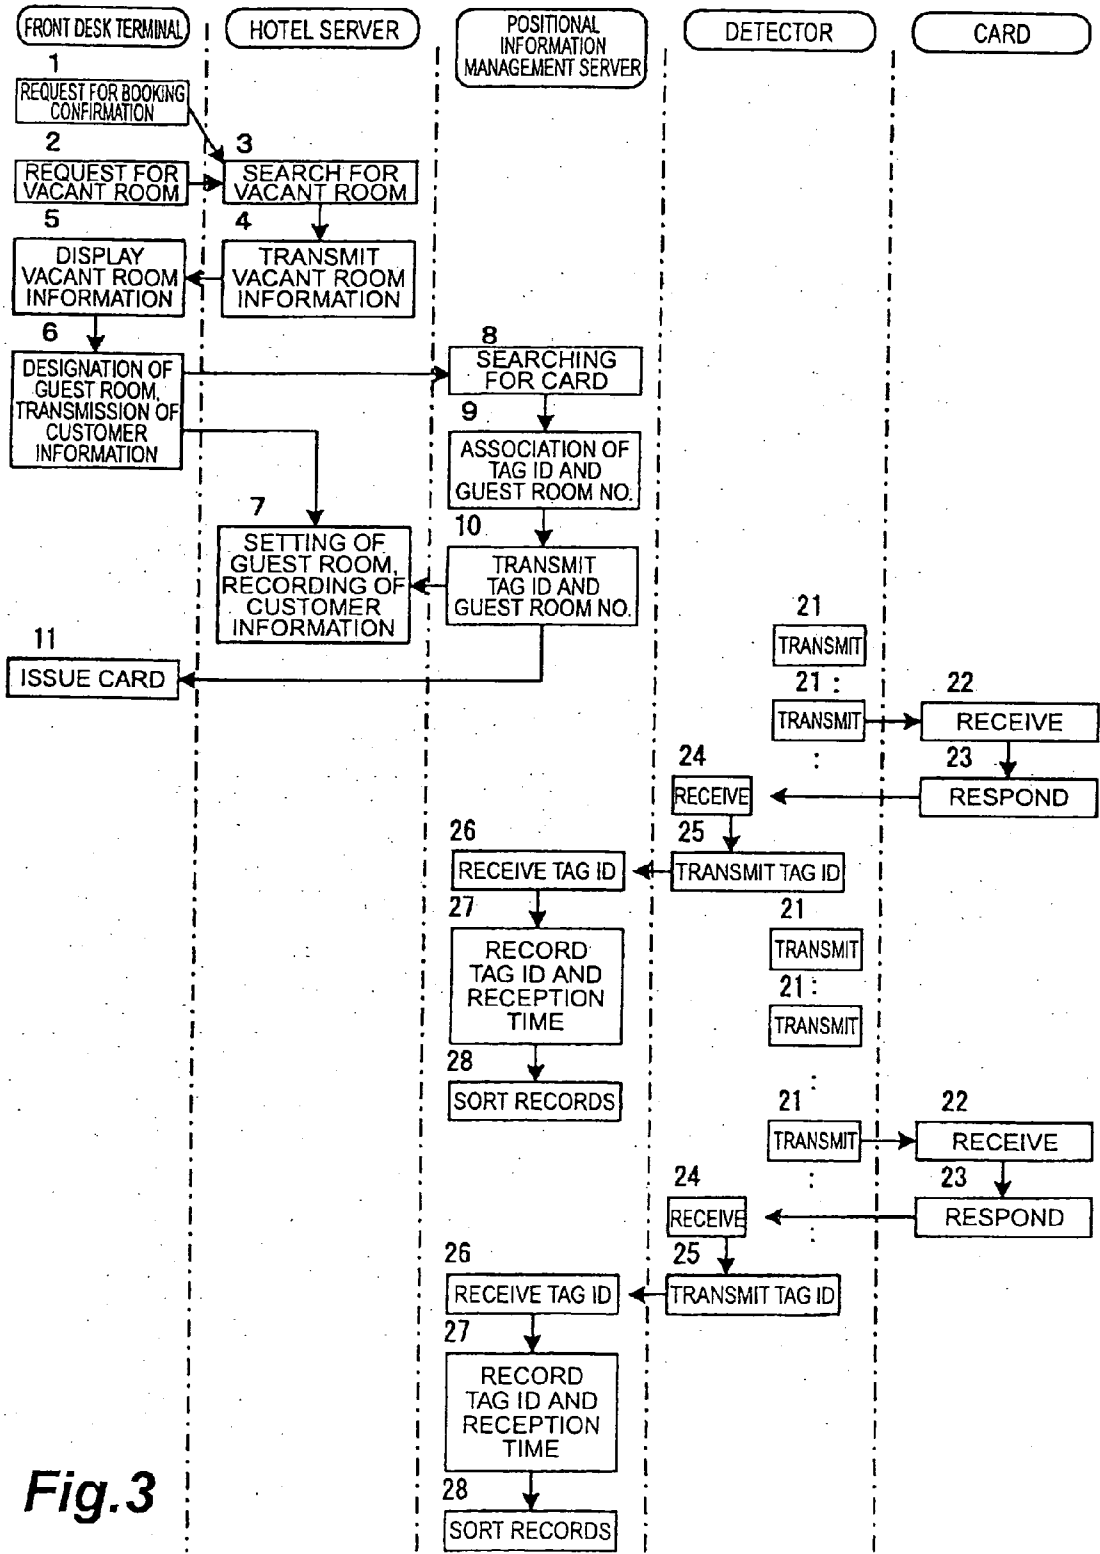 FRONT DESK TERMINAL
HOTEL SERVER
POSITIONAL
INFORMATION
MANAGEMENT SERVER
DETECTOR
CARD
1
REQUEST FOR BOOKING
CONFIRMATION
2
REQUEST FOR
VACANT ROOM
3
SEARCH FOR
VACANT ROOM
5
DISPLAY
VACANT ROOM
INFORMATION
4
TRANSMIT
VACANT ROOM
INFORMATION
6
DESIGNATION OF
GUEST ROOM,
TRANSMISSION OF
CUSTOMER
INFORMATION
8
SEARCHING
FOR CARD
9
ASSOCIATION OF
TAG ID AND
GUEST ROOM NO.
7
SETTING OF
GUEST ROOM,
RECORDING OF
CUSTOMER
INFORMATION
10
TRANSMIT
TAG ID AND
GUEST ROOM NO.
11
ISSUE CARD
21
TRANSMIT
21 :
TRANSMIT
:
22
RECEIVE
23
RESPOND
24
RECEIVE
25
TRANSMIT TAG ID
26
RECEIVE TAG ID
27
RECORD
TAG ID AND
RECEPTION
TIME
28
SORT RECORDS
21
TRANSMIT
21 :
TRANSMIT
:
21
TRANSMIT
:
:
22
RECEIVE
23
RESPOND
24
RECEIVE
25
TRANSMIT TAG ID
26
RECEIVE TAG ID
27
RECORD
TAG ID AND
RECEPTION
TIME
28
SORT RECORDS
Fig.3